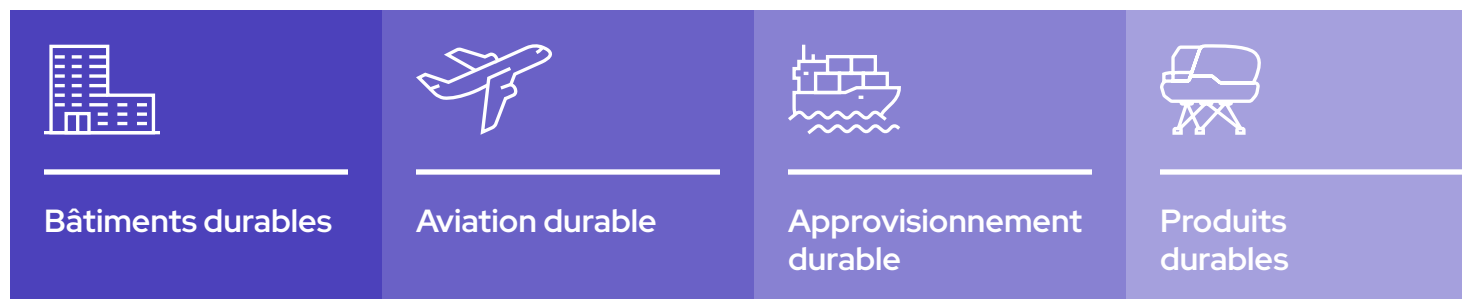 Bâtiments durables
Aviation durable
Approvisionnement
durable
Produits
durables